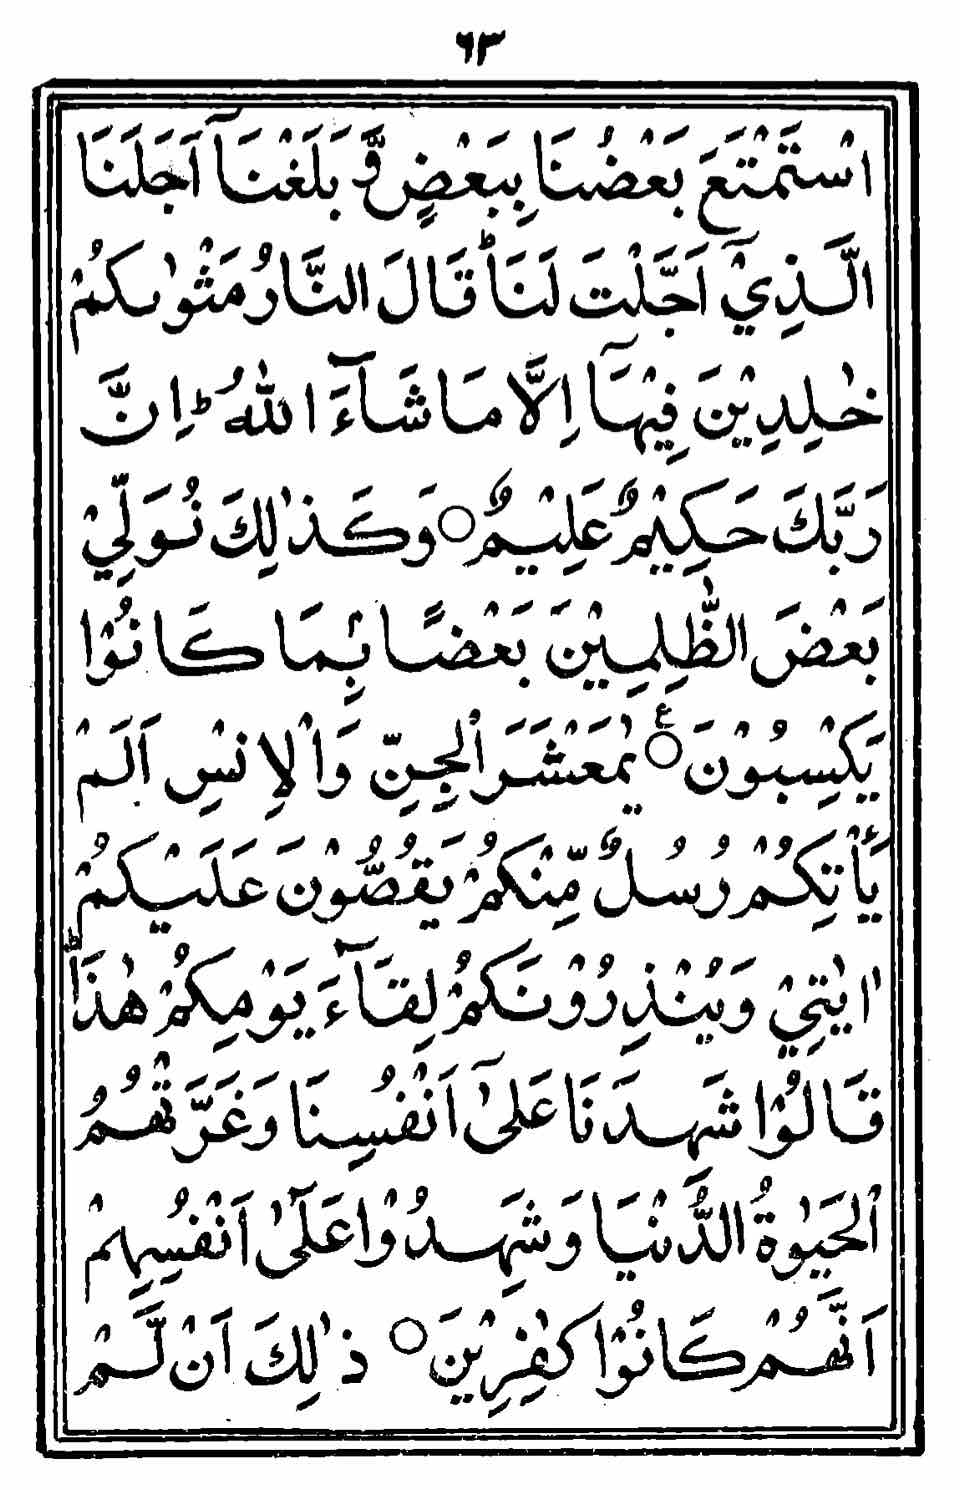 ٦٣
اسْتَمْتَعَ بَعْضُنَا بِبَعْضٍ وَّ بَلَغْنَاۤ اَجَلَنَا
الَّذِيْۤ اَجَّلْتَ لَنَا ؕ قَالَ النَّارُ مَثْوٰىكُمْ
خٰلِدِيْنَ فِيْهَاۤ اِلَّا مَا شَآءَ اللّٰهُ ؕ اِنَّ
رَبَّكَ حَكِيْمٌ عَلِيْمٌ ○ وَكَذٰلِكَ نُوَلِّيْ
بَعْضَ الظّٰلِمِيْنَ بَعْضًۢا بِمَا كَانُوْا
يَكْسِبُوْنَ ○ ع يٰمَعْشَرَ الْجِنِّ وَالْاِنْسِ اَلَمْ
يَأْتِكُمْ رُسُلٌ مِّنْكُمْ يَقُصُّوْنَ عَلَيْكُمْ
اٰيٰتِيْ وَيُنْذِرُوْنَكُمْ لِقَآءَ يَوْمِكُمْ هٰذَا ؕ
قَالُوْا شَهِدْنَا عَلٰۤى اَنْفُسِنَا وَغَرَّتْهُمُ
الْحَيٰوةُ الدُّنْيَا وَشَهِدُوْا عَلٰۤى اَنْفُسِهِمْ
اَنَّهُمْ كَانُوْا كٰفِرِيْنَ ○ ذٰلِكَ اَنْ لَّمْ